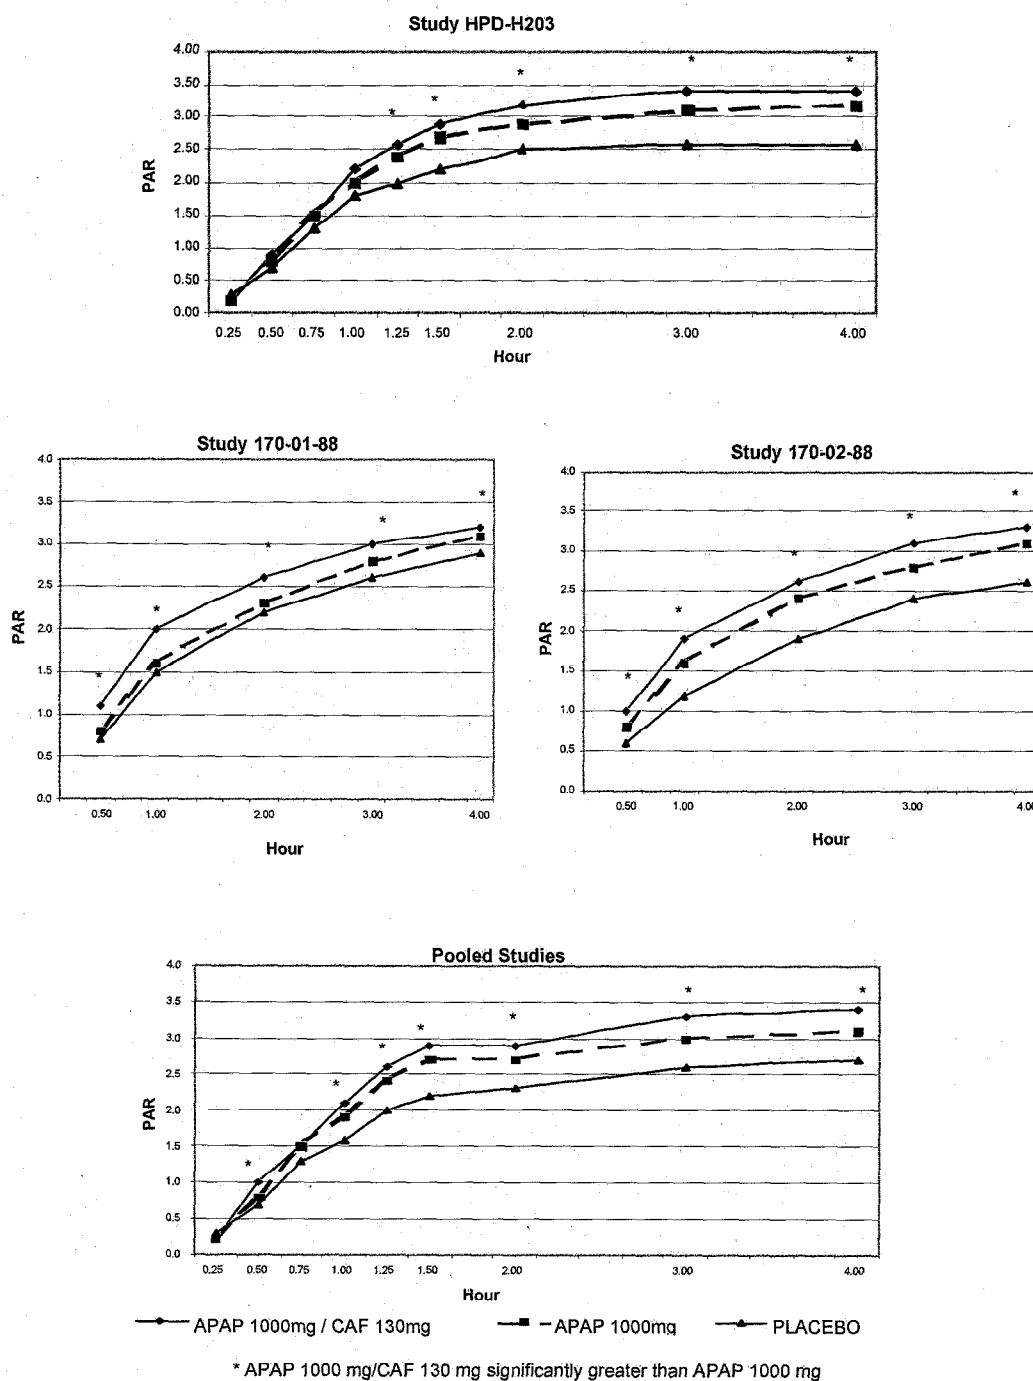 Study HPD-H203
4.00
3.50
3.00
2.50
2.00
1.50
1.00
0.50
0.00
PAR
* * * * *
0.25 0.50 0.75 1.00 1.25 1.50 2.00 3.00 4.00
Hour
Study 170-01-88
4.0
3.5
3.0
2.5
2.0
1.5
1.0
0.5
0.0
PAR
* * * * *
0.50 1.00 2.00 3.00 4.00
Hour
Study 170-02-88
4.0
3.5
3.0
2.5
2.0
1.5
1.0
0.5
0.0
PAR
* * * * *
0.50 1.00 2.00 3.00 4.00
Hour
Pooled Studies
4.0
3.5
3.0
2.5
2.0
1.5
1.0
0.5
0.0
PAR
* * * * * * *
0.25 0.50 0.75 1.00 1.25 1.50 2.00 3.00 4.00
Hour
APAP 1000mg / CAF 130mg APAP 1000mg PLACEBO
* APAP 1000 mg/CAF 130 mg significantly greater than APAP 1000 mg